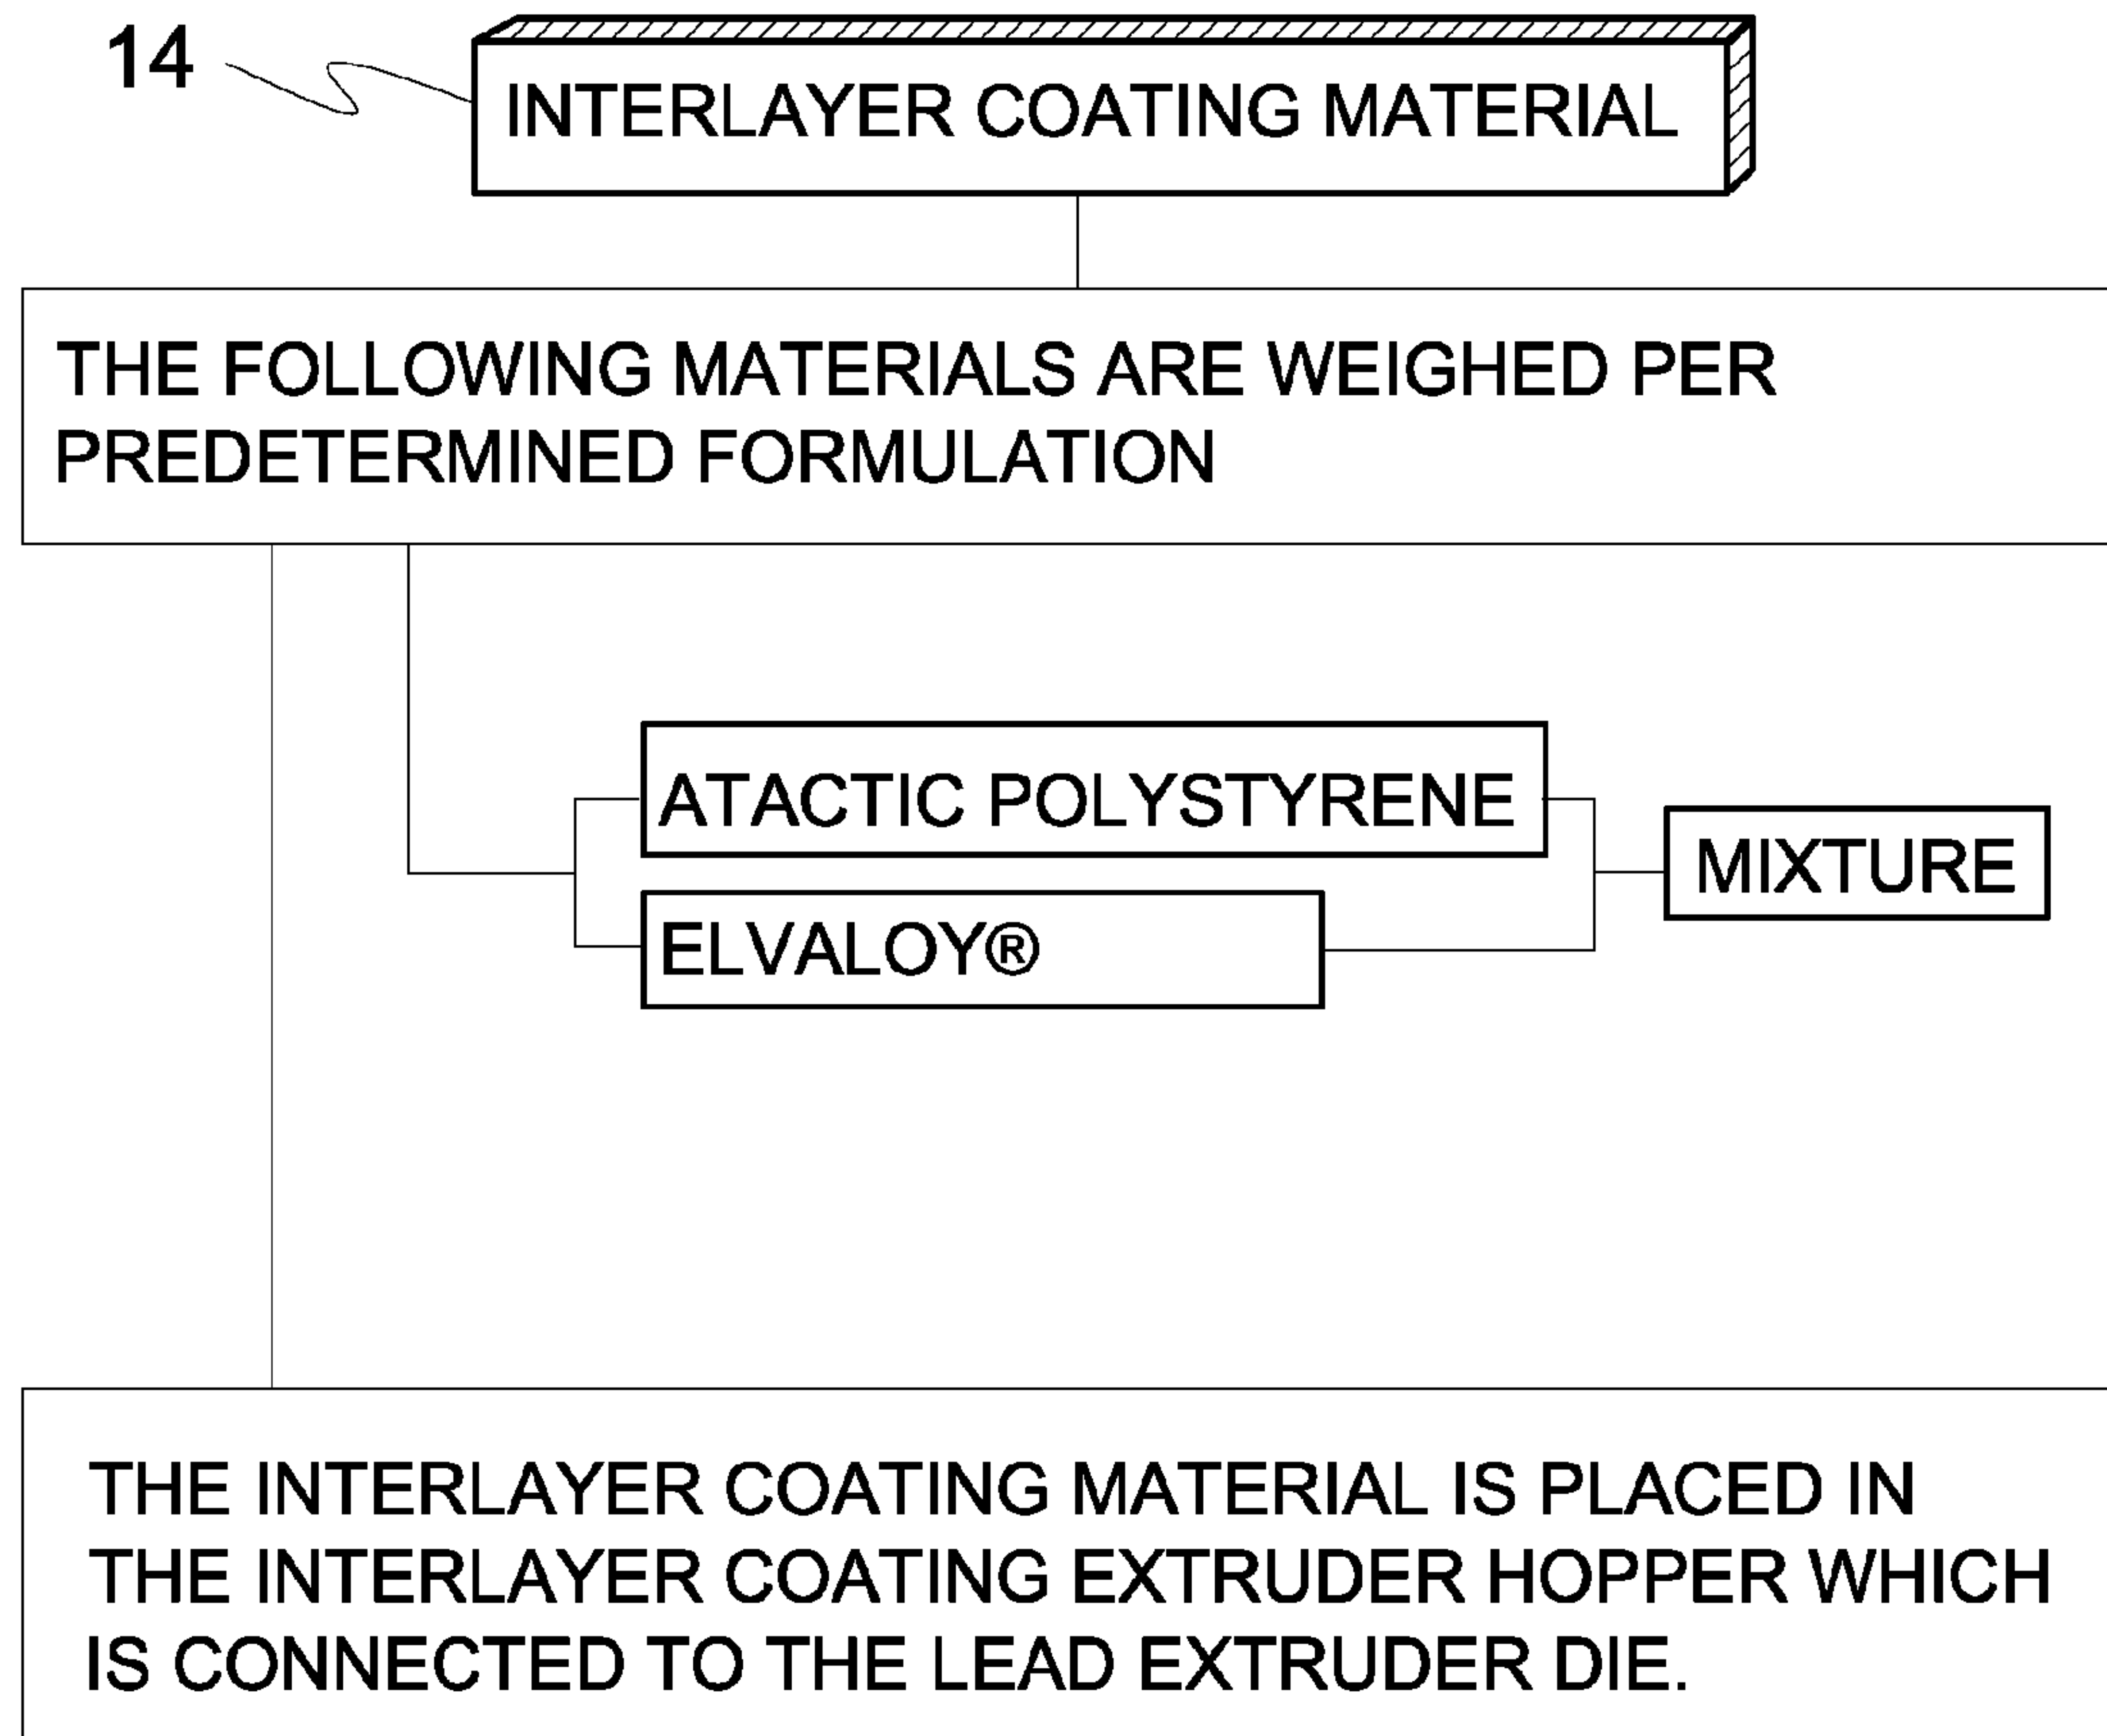 14
INTERLAYER COATING MATERIAL
THE FOLLOWING MATERIALS ARE WEIGHED PER
PREDETERMINED FORMULATION
ATACTIC POLYSTYRENE
MIXTURE
ELVALOY®
THE INTERLAYER COATING MATERIAL IS PLACED IN
THE INTERLAYER COATING EXTRUDER HOPPER WHICH
IS CONNECTED TO THE LEAD EXTRUDER DIE.